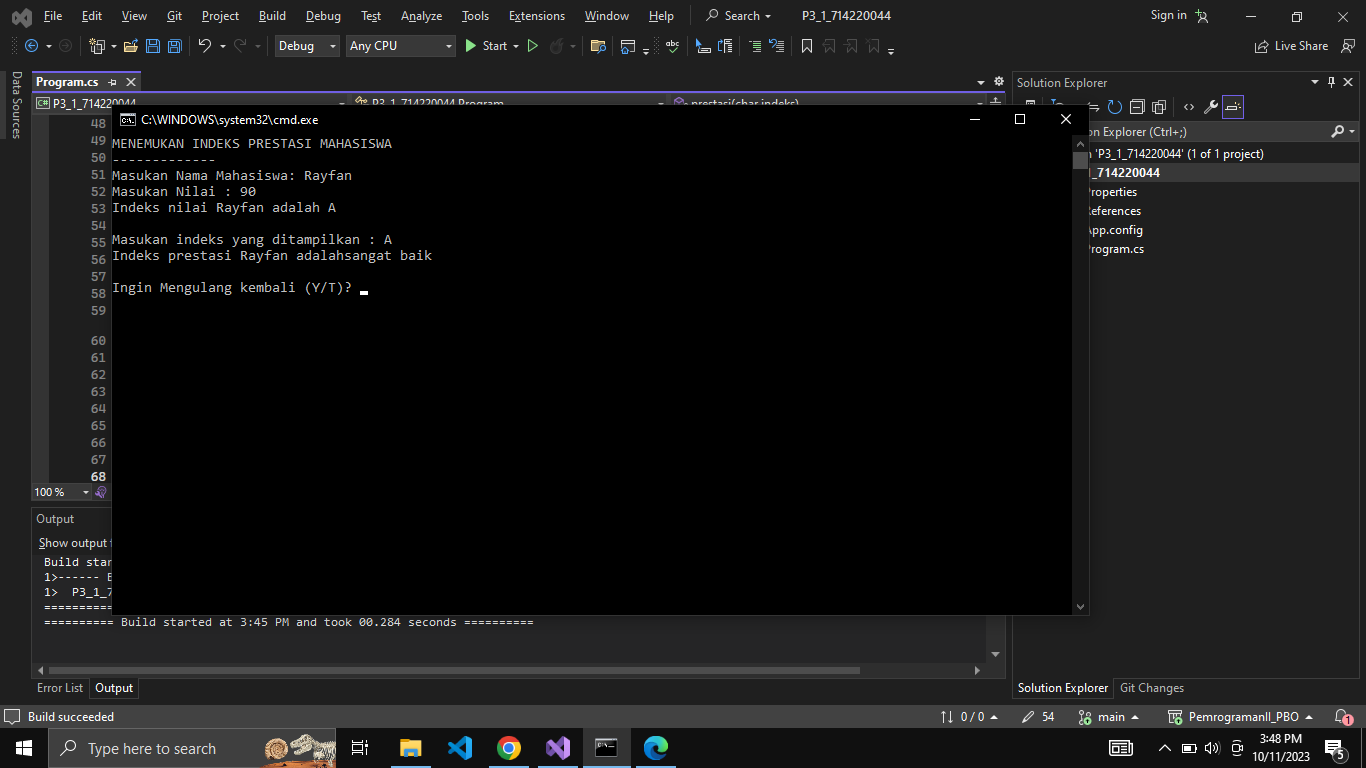 File Edit View Git Project Build Debug Test Analyze Tools Extensions Window Help Search P3_1_714220044 Sign in
Debug Any CPU Start Live Share
Data Sources
Program.cs
Solution Explorer
C# P3_1_714220044 P3_1_714220044.Program prestasi(char indeks)
C:\WINDOWS\system32\cmd.exe
MENEMUKAN INDEKS PRESTASI MAHASISWA
-------------
Masukan Nama Mahasiswa: Rayfan
Masukan Nilai : 90
Indeks nilai Rayfan adalah A
Masukan indeks yang ditampilkan : A
Indeks prestasi Rayfan adalahsangat baik
Ingin Mengulang kembali (Y/T)?
48
49
50
51
52
53
54
55
56
57
58
59
60
61
62
63
64
65
66
67
68
on Explorer (Ctrl+;)
'P3_1_714220044' (1 of 1 project)
_714220044
Properties
References
App.config
Program.cs
100 %
Output
Show output
Build star
1>------
1> P3_1_7
==========
========== Build started at 3:45 PM and took 00.284 seconds ==========
Error List Output
Solution Explorer Git Changes
Build succeeded 0 / 0 54 main PemrogramanII_PBO 1
Type here to search
3:48 PM
10/11/2023
5